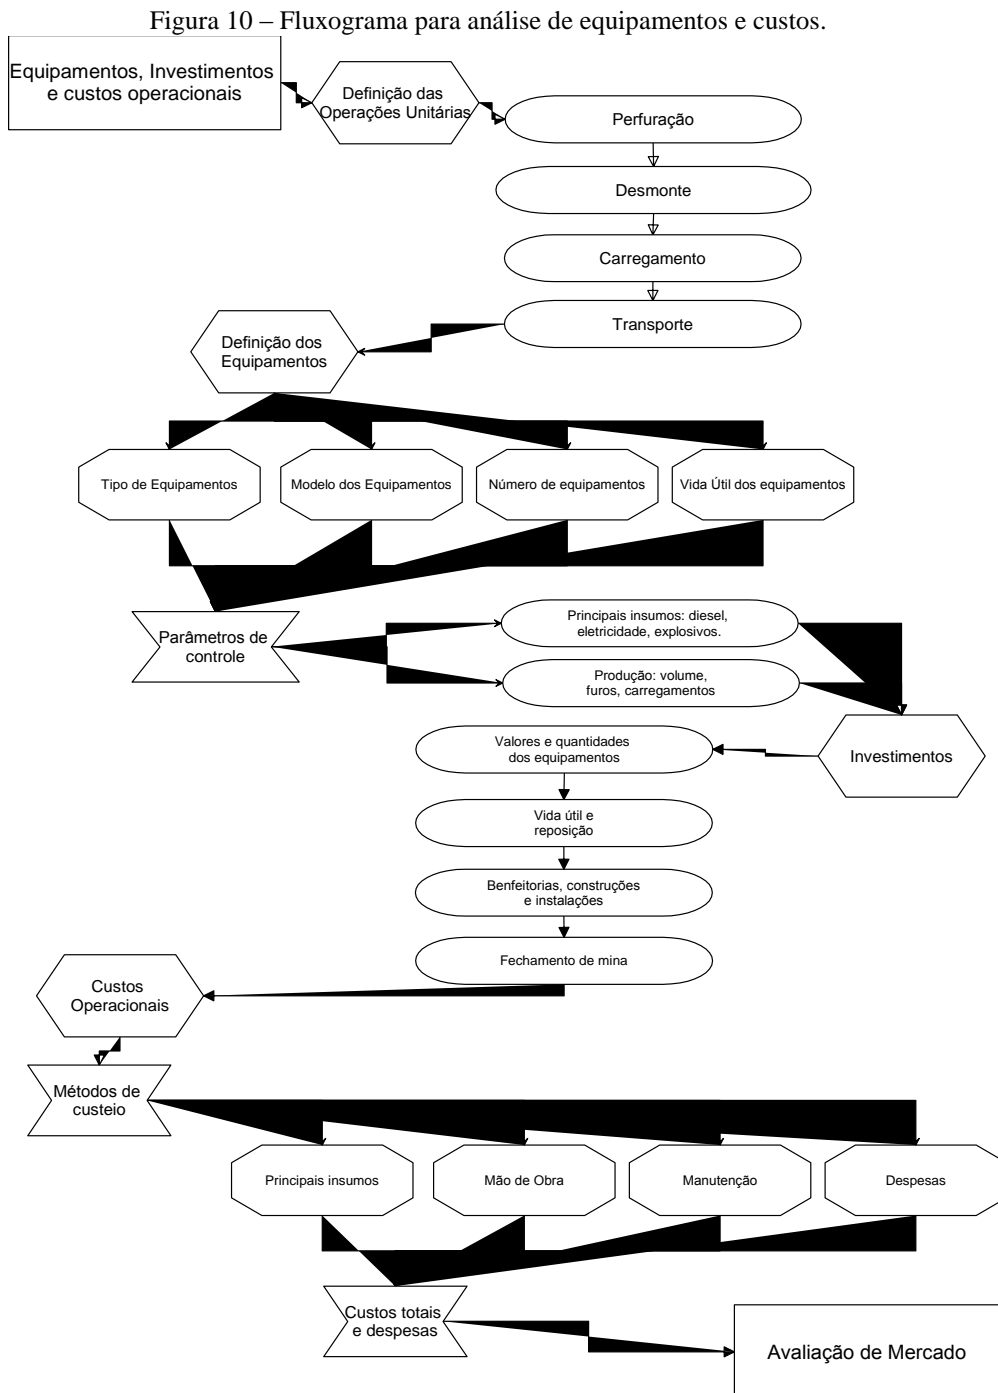 Figura 10 – Fluxograma para análise de equipamentos e custos.
Equipamentos, Investimentos
e custos operacionais
Definição das
Operações Unitárias
Perfuração
Desmonte
Carregamento
Transporte
Definição dos
Equipamentos
Tipo de Equipamentos
Modelo dos Equipamentos
Número de equipamentos
Vida Útil dos equipamentos
Parâmetros de
controle
Principais insumos: diesel,
eletricidade, explosivos.
Produção: volume,
furos, carregamentos
Investimentos
Valores e quantidades
dos equipamentos
Vida útil e
reposição
Benfeitorias, construções
e instalações
Fechamento de mina
Custos
Operacionais
Métodos de
custeio
Principais insumos
Mão de Obra
Manutenção
Despesas
Custos totais
e despesas
Avaliação de Mercado